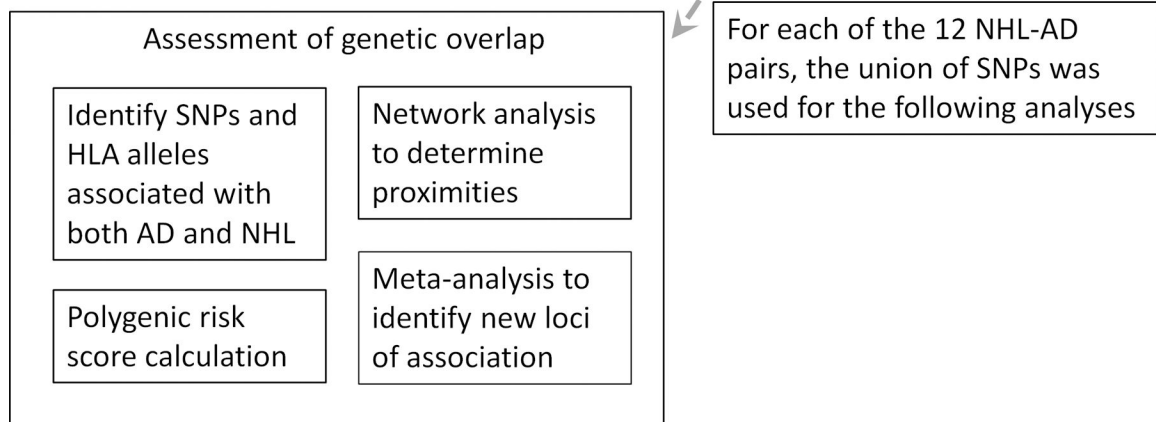 Assessment of genetic overlap
Identify SNPs and
HLA alleles
associated with
both AD and NHL
Network analysis
to determine
proximities
Polygenic risk
score calculation
Meta-analysis to
identify new loci
of association
For each of the 12 NHL-AD
pairs, the union of SNPs was
used for the following analyses